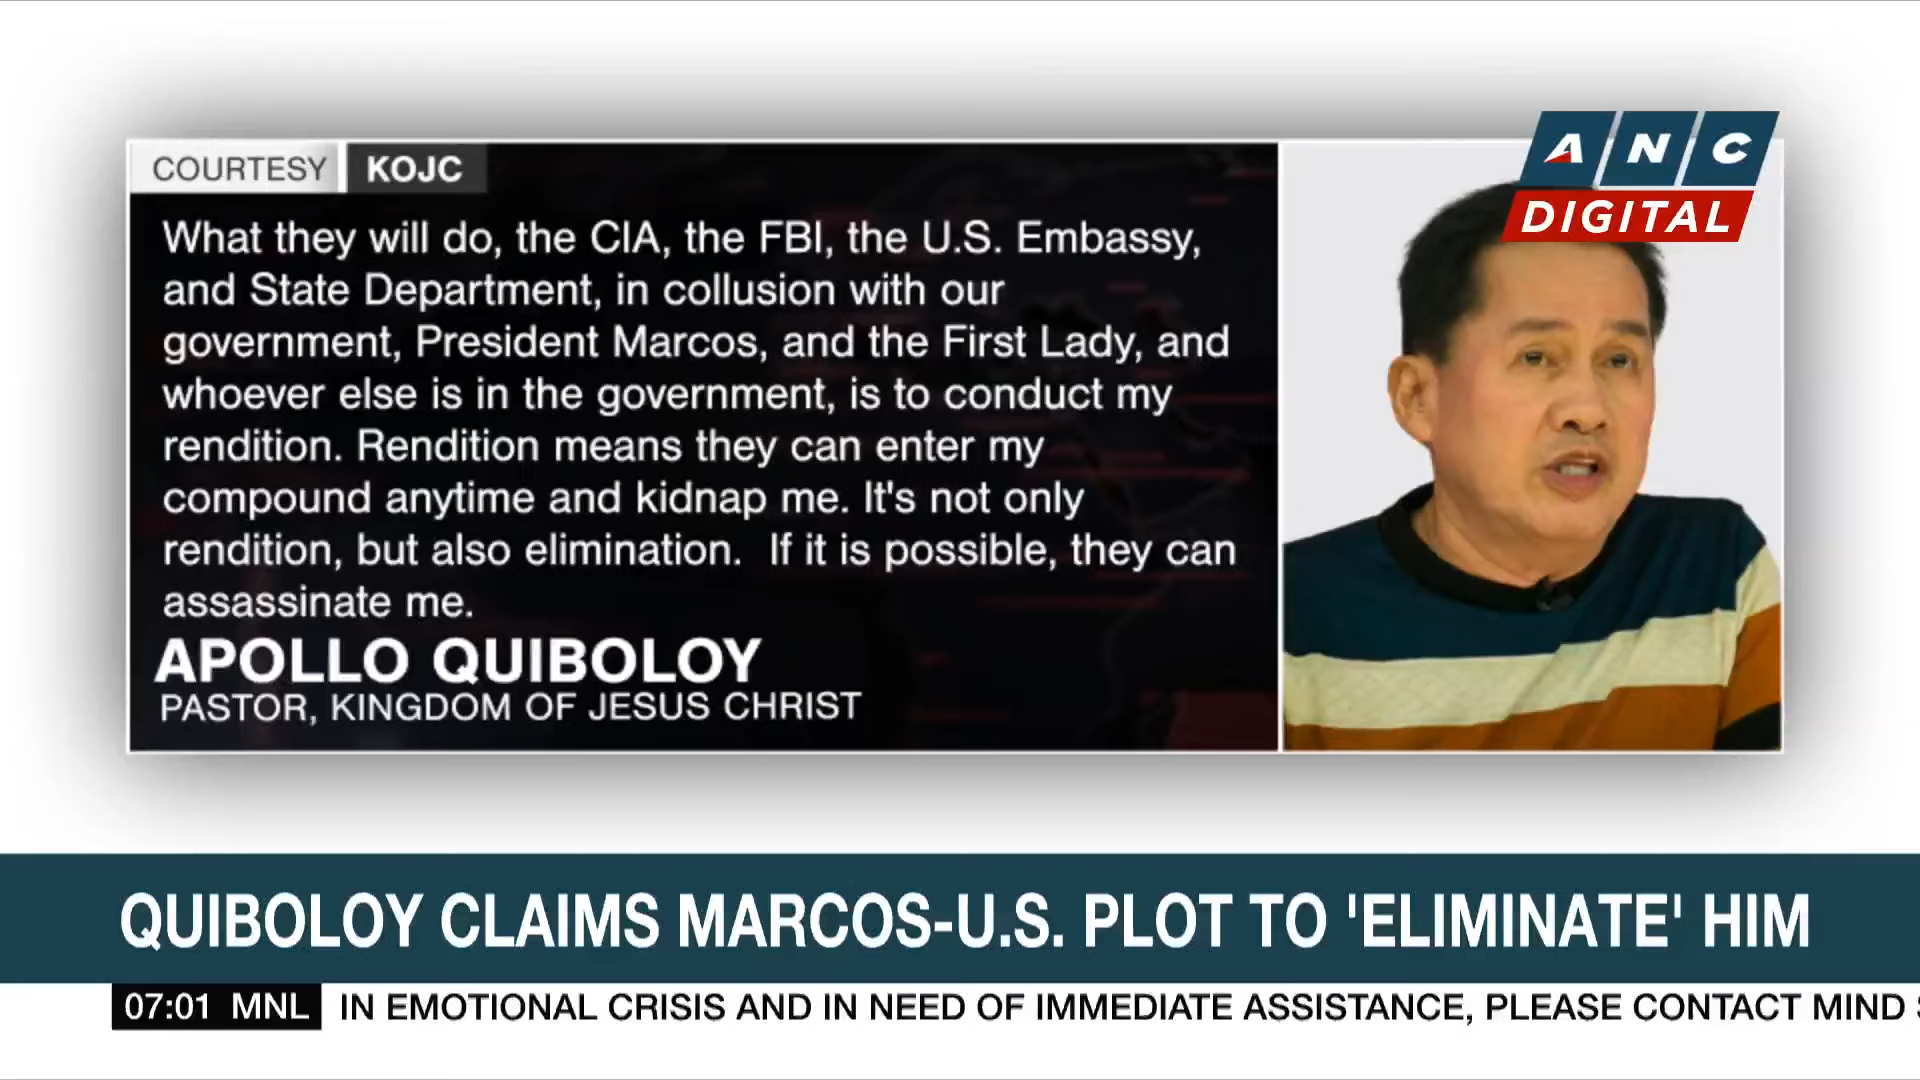 COURTESY KOJC
ANC
DIGITAL
What they will do, the CIA, the FBI, the U.S. Embassy,
and State Department, in collusion with our
government, President Marcos, and the First Lady, and
whoever else is in the government, is to conduct my
rendition. Rendition means they can enter my
compound anytime and kidnap me. It's not only
rendition, but also elimination.  If it is possible, they can
assassinate me.
APOLLO QUIBOLOY
PASTOR, KINGDOM OF JESUS CHRIST
QUIBOLOY CLAIMS MARCOS-U.S. PLOT TO 'ELIMINATE' HIM
07:01 MNL IN EMOTIONAL CRISIS AND IN NEED OF IMMEDIATE ASSISTANCE, PLEASE CONTACT MIND